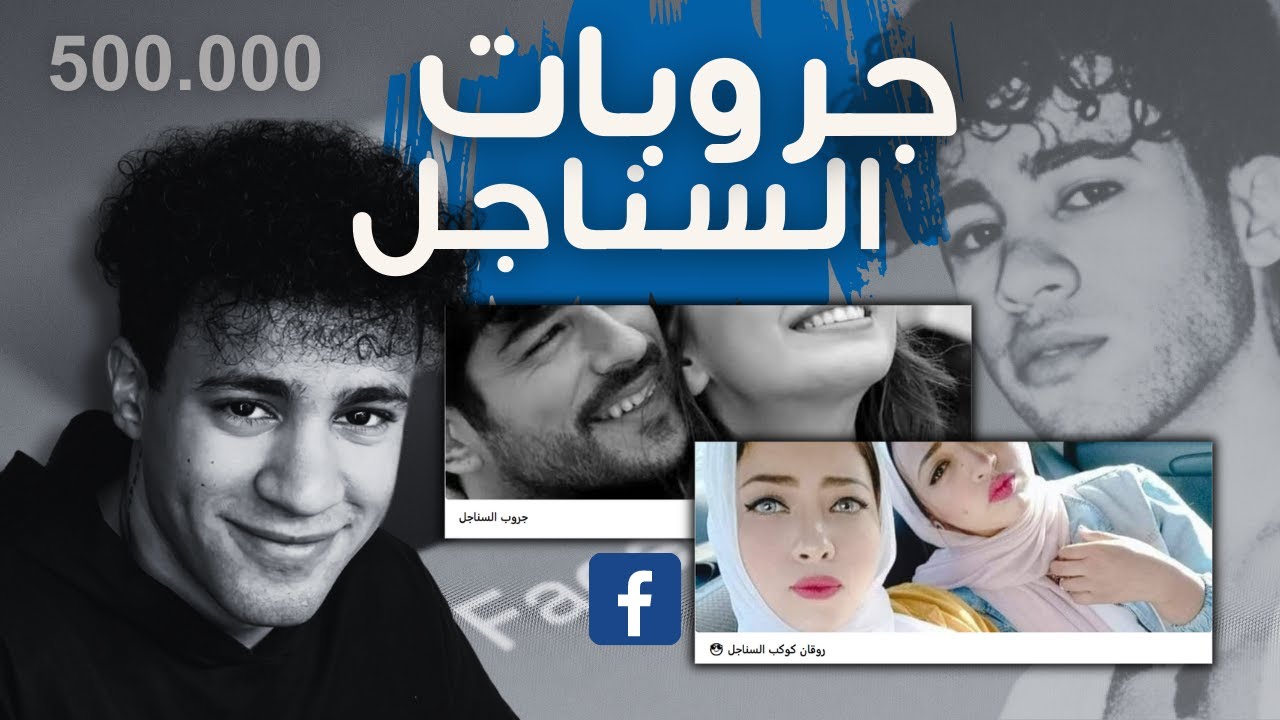 500.000
جروبات
السناجل
جروب السناجل
روقان كوكب السناجل 😳